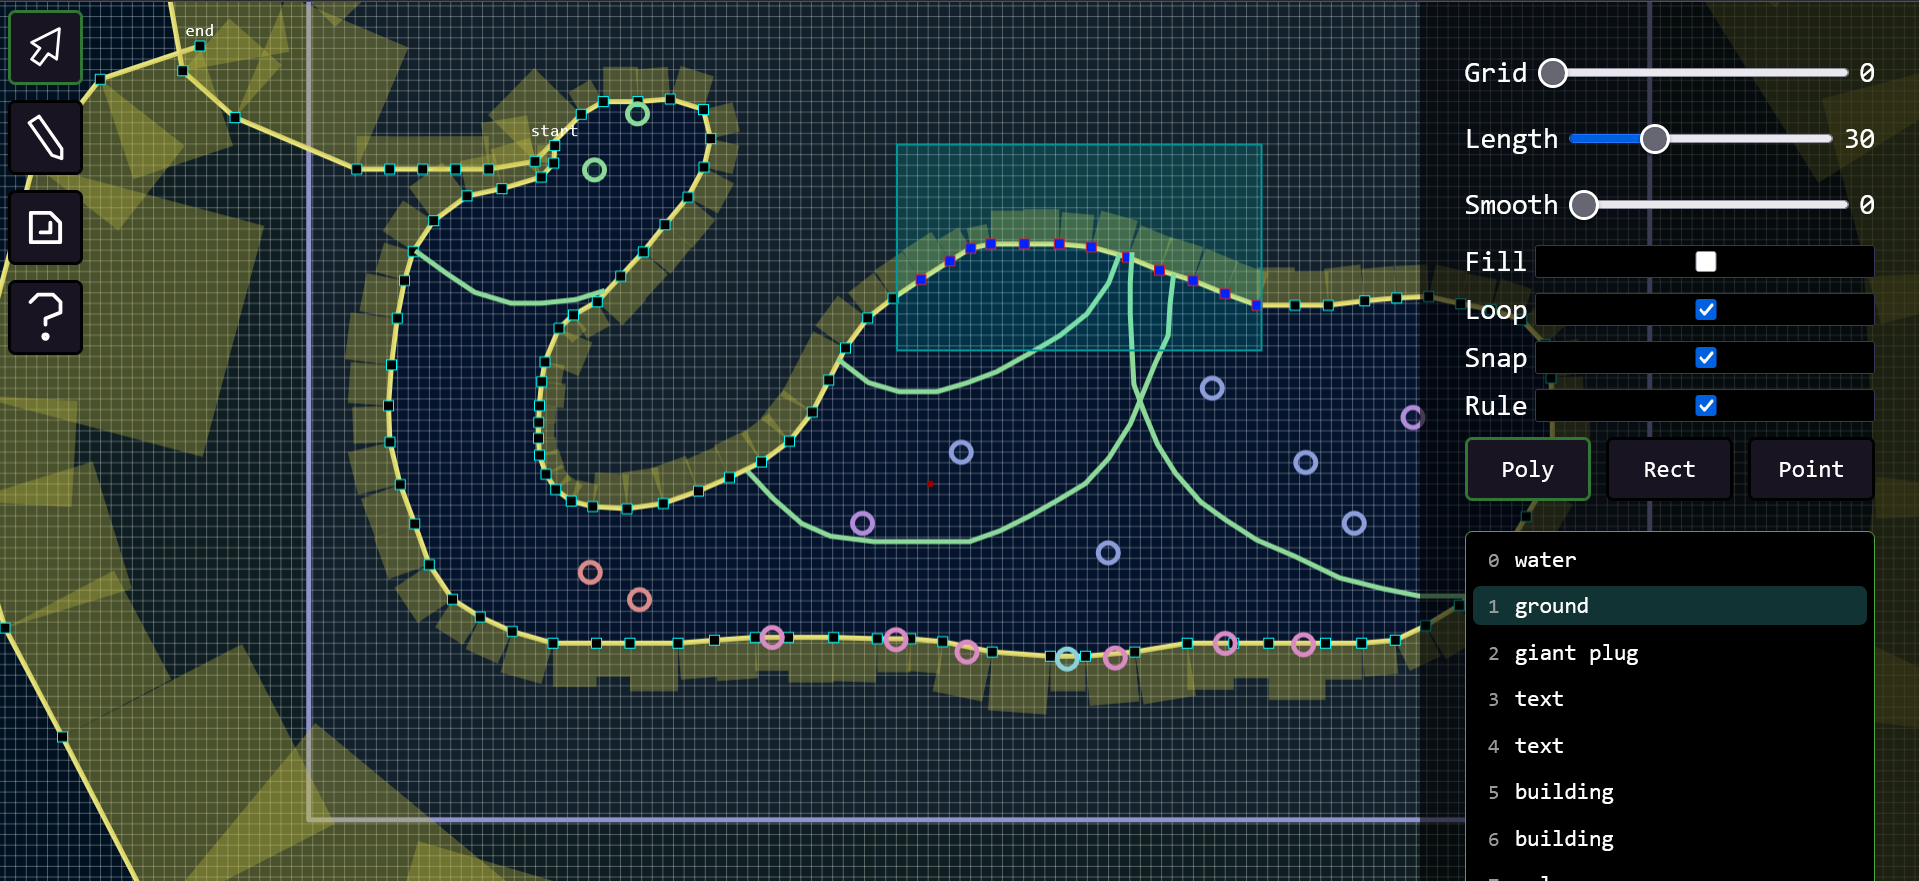 end
start
Grid 0
Length 30
Smooth 0
Fill
Loop
Snap
Rule
Poly Rect Point
0 water
1 ground
2 giant plug
3 text
4 text
5 building
6 building